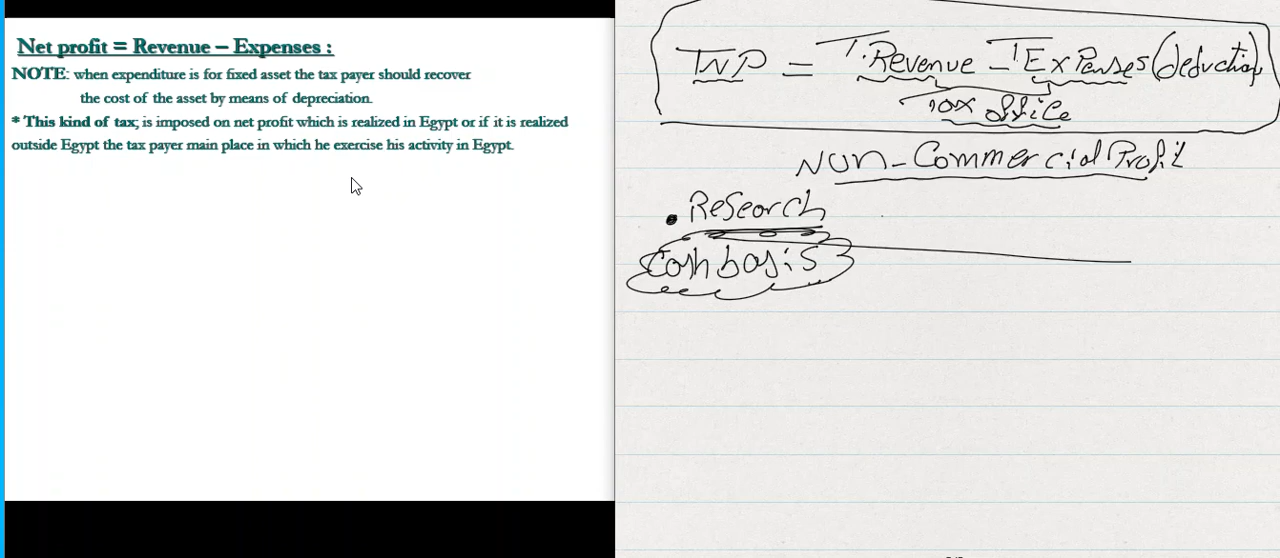 Net profit = Revenue – Expenses :
NOTE: when expenditure is for fixed asset the tax payer should recover
the cost of the asset by means of depreciation.
* This kind of tax; is imposed on net profit which is realized in Egypt or if it is realized
outside Egypt the tax payer main place in which he exercise his activity in Egypt.
TNP = T.Revenue - T Expenses (deduction)
Tax office
Non-Commercial Profit
• Research
Cash basis